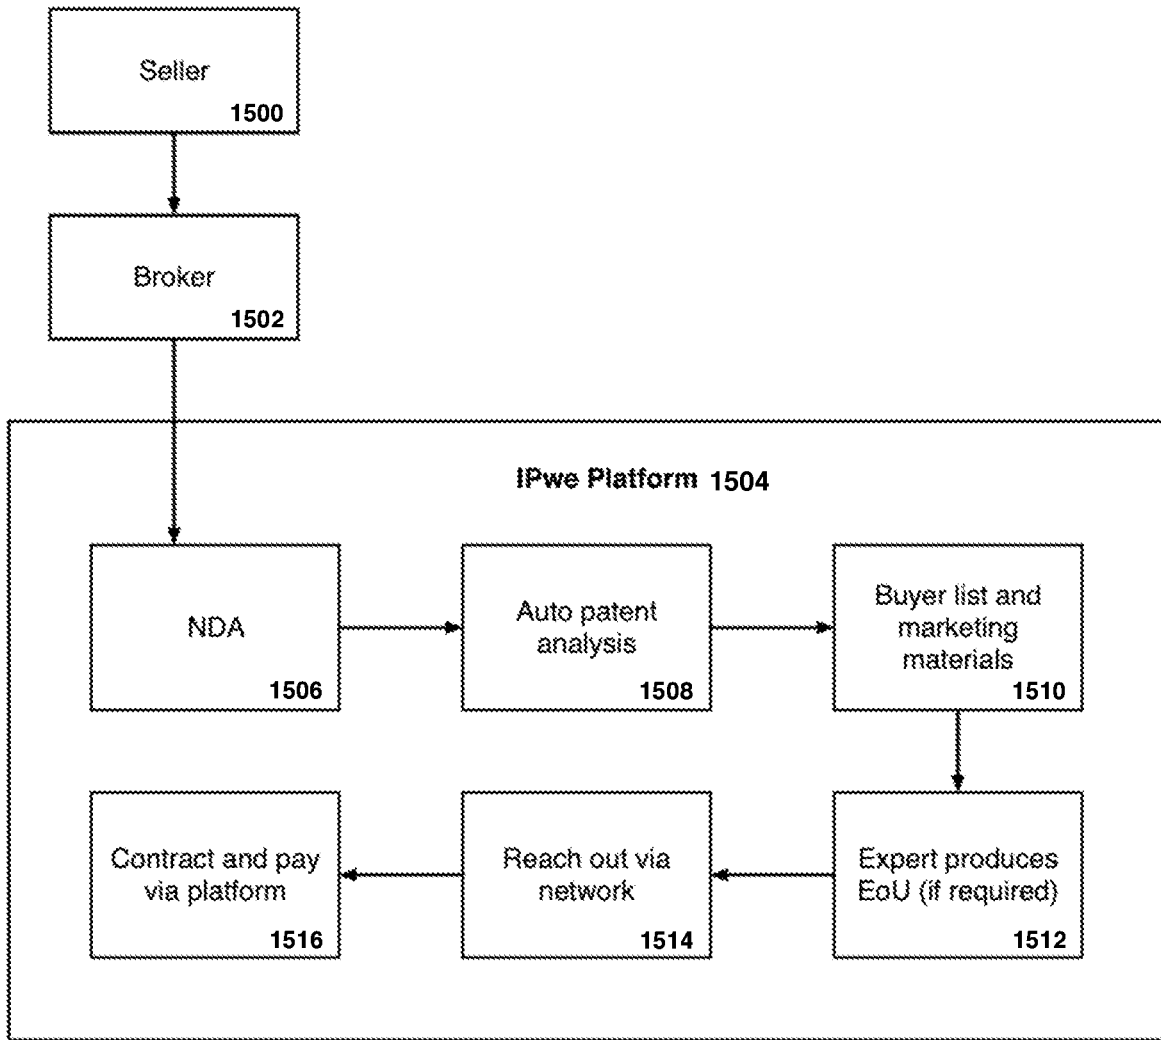 Seller
1500
Broker
1502
IPwe Platform 1504
NDA
1506
Auto patent
analysis
1508
Buyer list and
marketing
materials
1510
Expert produces
EoU (if required)
1512
Reach out via
network
1514
Contract and pay
via platform
1516